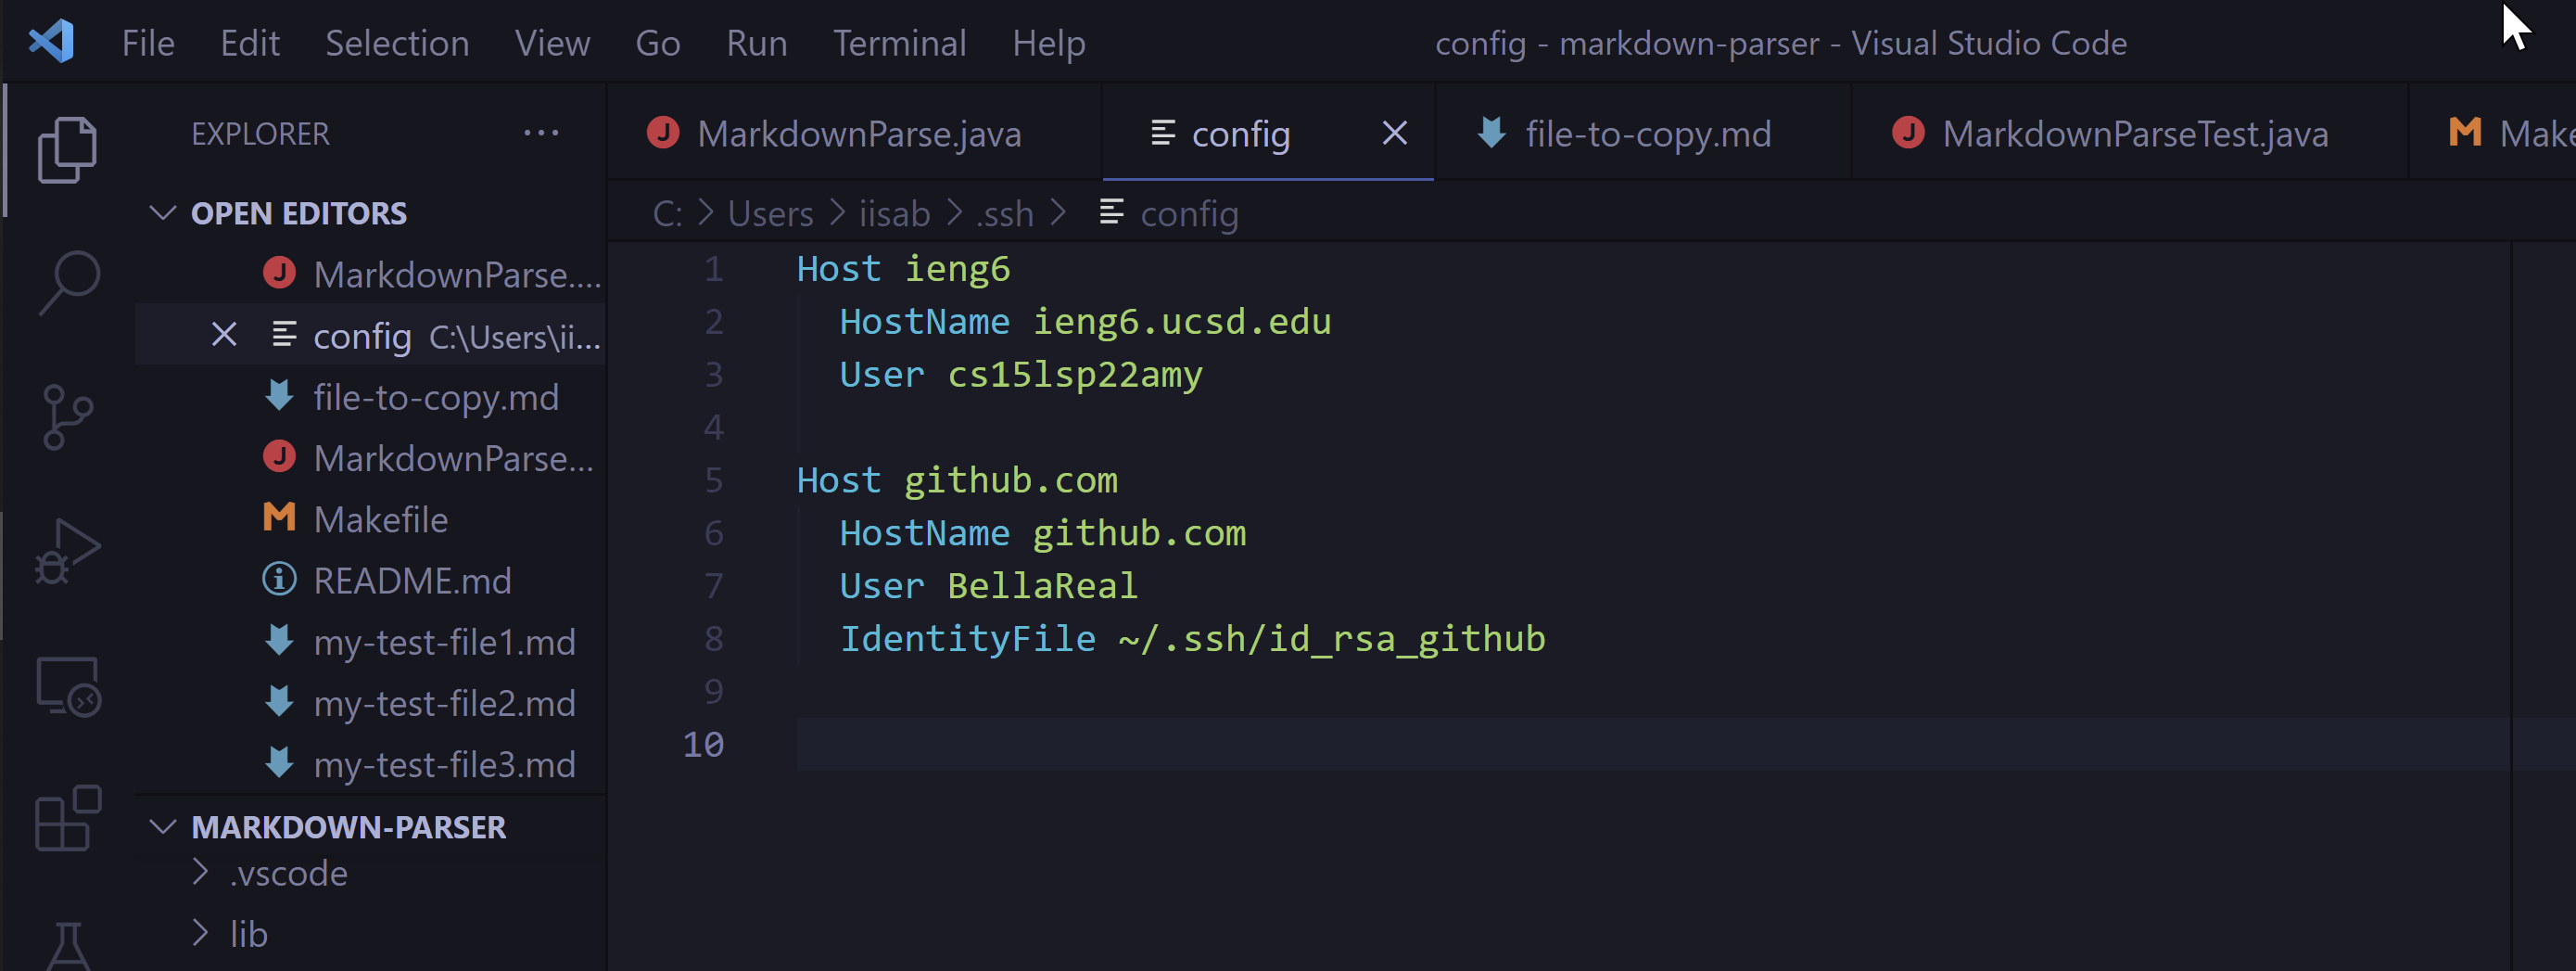 File Edit Selection View Go Run Terminal Help config - markdown-parser - Visual Studio Code
EXPLORER ...
MarkdownParse.java config file-to-copy.md MarkdownParseTest.java Make
C: > Users > iisab > .ssh > config
OPEN EDITORS
MarkdownParse....
config C:\Users\ii...
file-to-copy.md
MarkdownParse...
Makefile
README.md
my-test-file1.md
my-test-file2.md
my-test-file3.md
MARKDOWN-PARSER
.vscode
lib
1 Host ieng6
2 HostName ieng6.ucsd.edu
3 User cs15lsp22amy
4
5 Host github.com
6 HostName github.com
7 User BellaReal
8 IdentityFile ~/.ssh/id_rsa_github
9
10